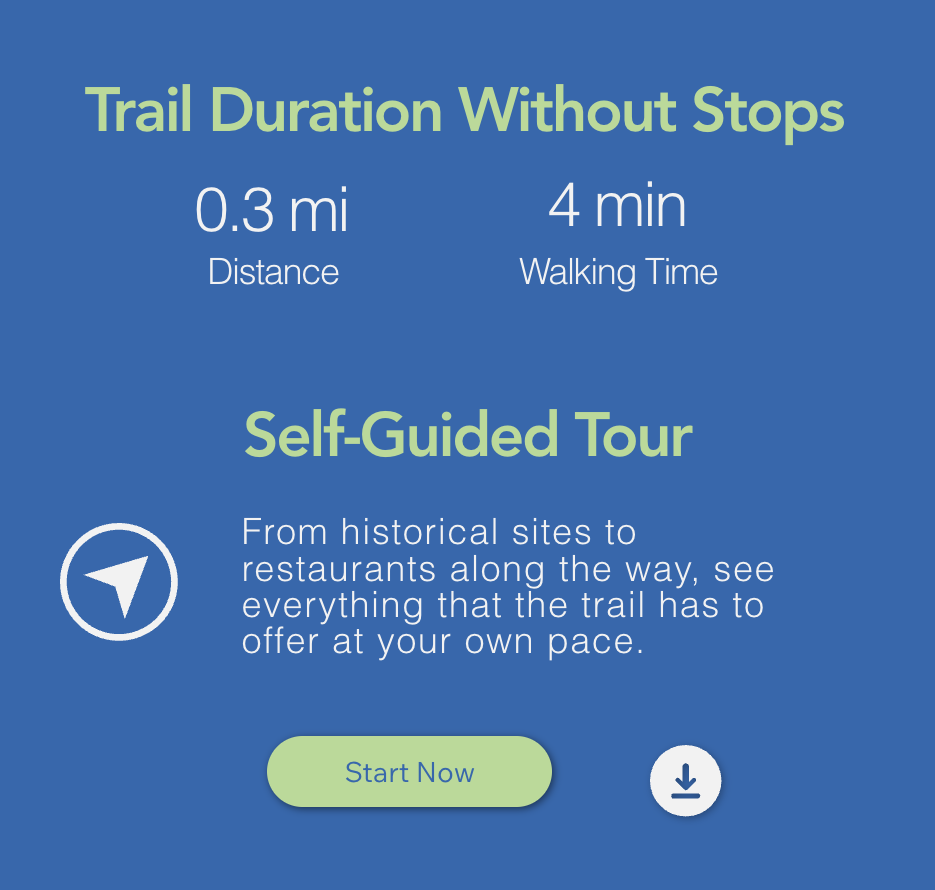 Trail Duration Without Stops
0.3 mi
4 min
Distance
Walking Time
Self-Guided Tour
From historical sites to
restaurants along the way, see
everything that the trail has to
offer at your own pace.
Start Now